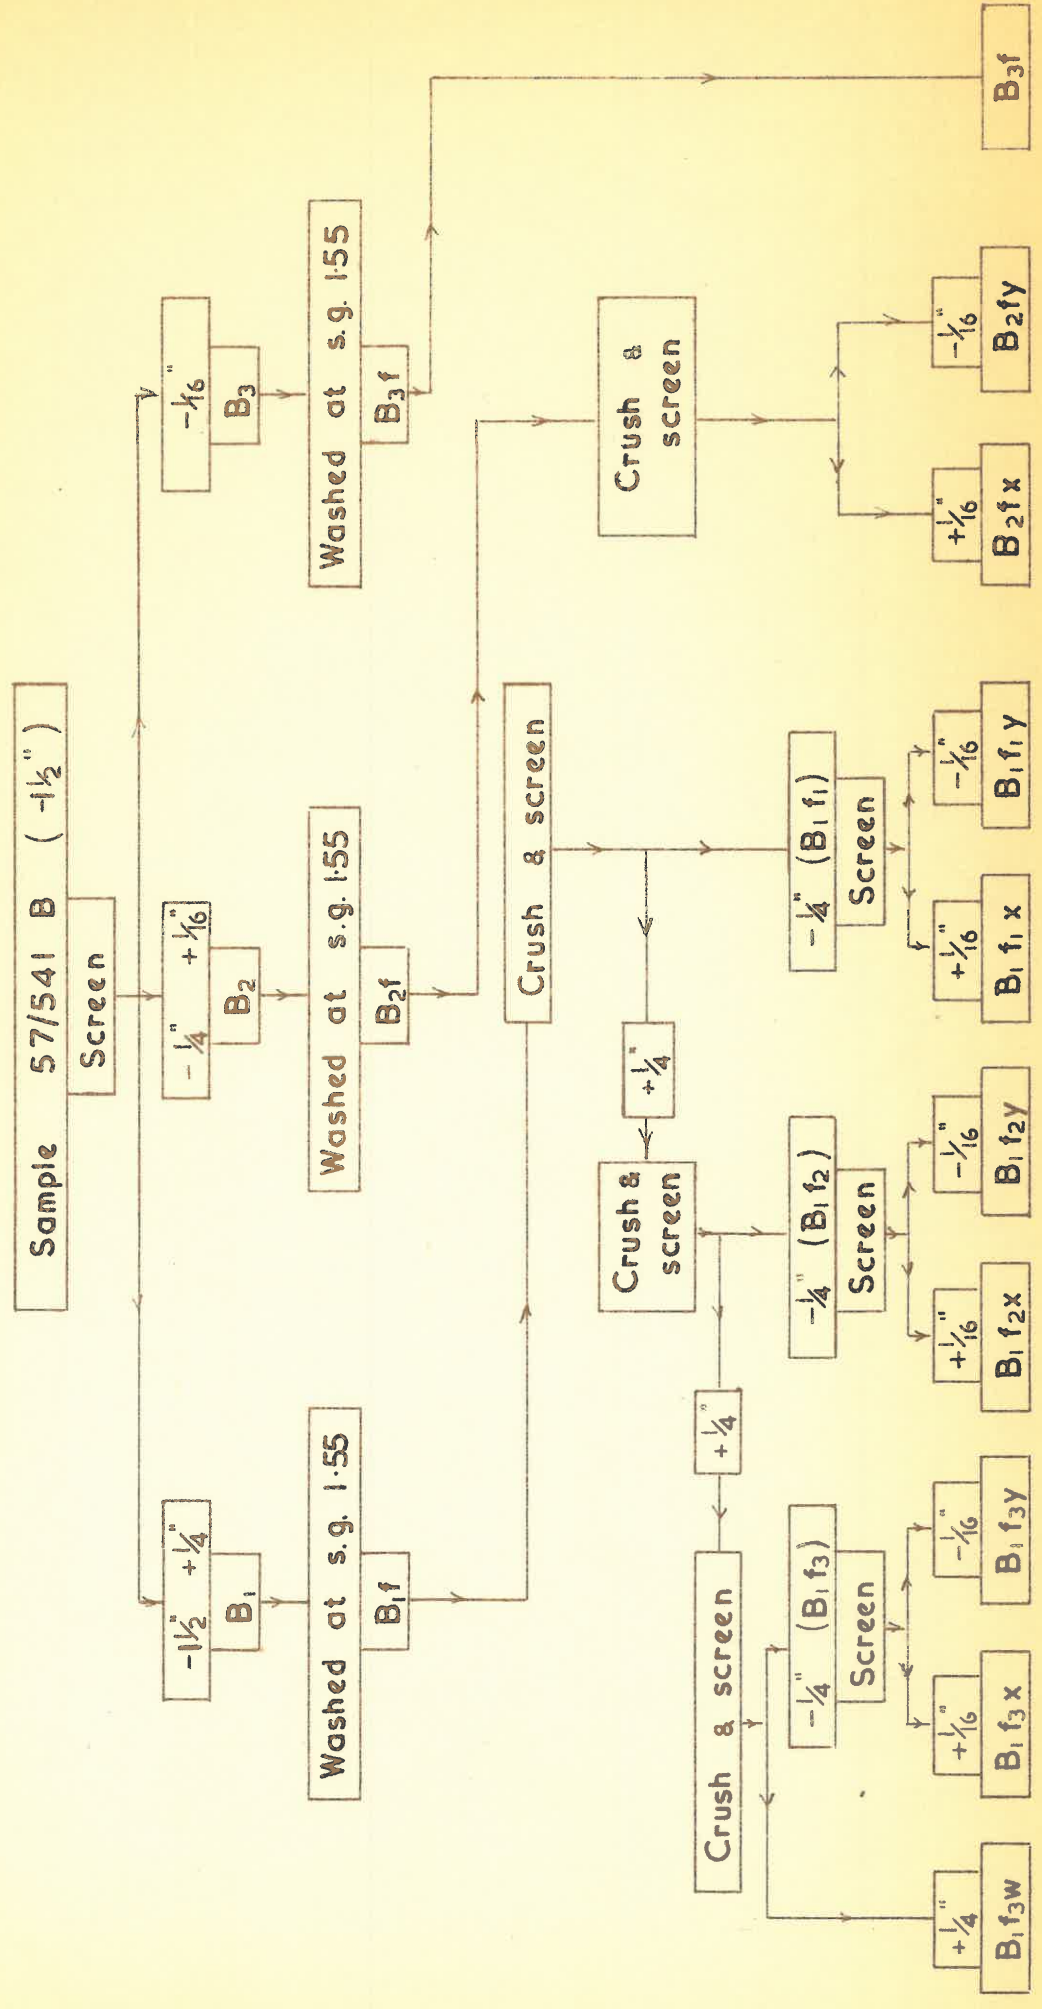 Sample 57/541 B ( -1½" )
Screen
-1½" +¼"
B₁
-¼" +⅟₁₆"
B₂
-⅟₁₆"
B₃
Washed at s.g. 1·55
B₁f
Washed at s.g. 1·55
B₂f
Washed at s.g. 1·55
B₃f
Crush & screen
Crush &
screen
+¼"
Crush &
screen
+¼"
Crush & screen
-¼" (B₁f₃)
Screen
-¼" (B₁f₂)
Screen
-¼" (B₁f₁)
Screen
+¼"
B₁f₃w
+⅟₁₆"
B₁f₃x
-⅟₁₆"
B₁f₃y
+⅟₁₆"
B₁f₂x
-⅟₁₆"
B₁f₂y
+⅟₁₆"
B₁f₁x
-⅟₁₆"
B₁f₁y
+⅟₁₆"
B₂fx
-⅟₁₆"
B₂fy
B₃f